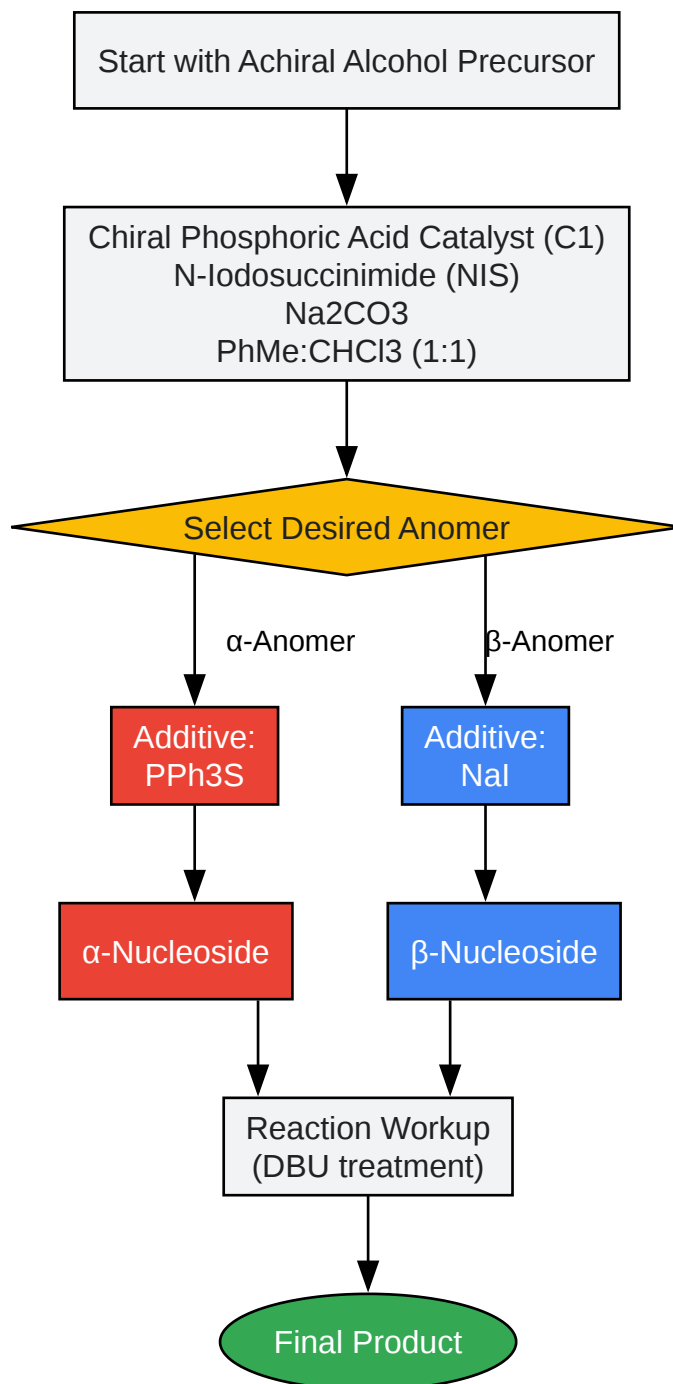 Start with Achiral Alcohol Precursor
Chiral Phosphoric Acid Catalyst (C1)
N-Iodosuccinimide (NIS)
Na2CO3
PhMe:CHCl3 (1:1)
Select Desired Anomer
α-Anomer
β-Anomer
Additive:
PPh3S
Additive:
NaI
α-Nucleoside
β-Nucleoside
Reaction Workup
(DBU treatment)
Final Product